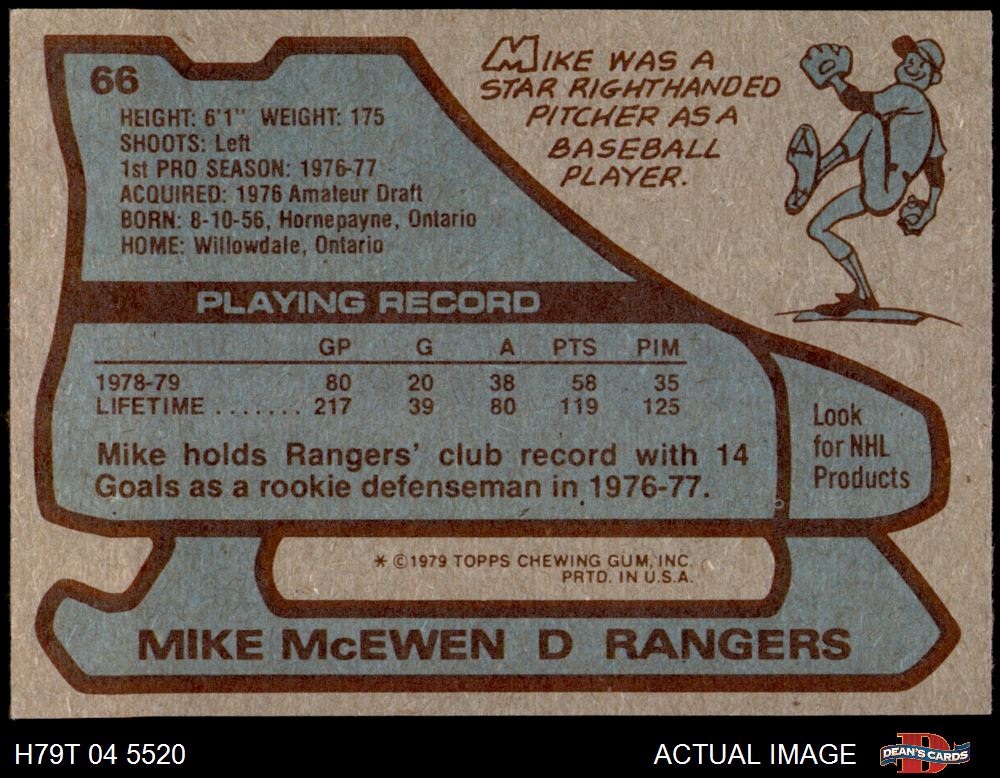 66
HEIGHT: 6'1" WEIGHT: 175
SHOOTS: Left
1st PRO SEASON: 1976-77
ACQUIRED: 1976 Amateur Draft
BORN: 8-10-56, Hornepayne, Ontario
HOME: Willowdale, Ontario
MIKE WAS A
STAR RIGHTHANDED
PITCHER AS A
BASEBALL
PLAYER.
PLAYING RECORD
GP G A PTS PIM
1978-79 80 20 38 58 35
LIFETIME ....... 217 39 80 119 125
Mike holds Rangers' club record with 14
Goals as a rookie defenseman in 1976-77.
Look
for NHL
Products
* ©1979 TOPPS CHEWING GUM, INC.
PRTD. IN U.S.A.
MIKE McEWEN D RANGERS
H79T 04 5520
ACTUAL IMAGE
D
DEAN'S CARDS